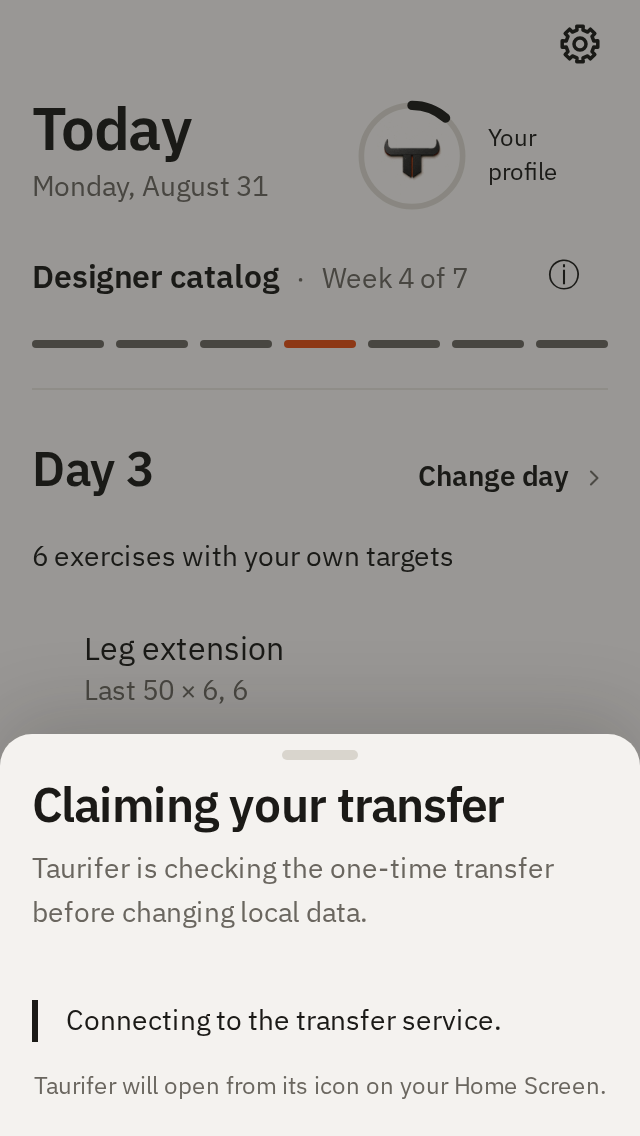 Today
Monday, August 31
Your
profile
Designer catalog · Week 4 of 7
Day 3
Change day
6 exercises with your own targets
Leg extension
Last 50 × 6, 6
Claiming your transfer
Taurifer is checking the one-time transfer
before changing local data.
Connecting to the transfer service.
Taurifer will open from its icon on your Home Screen.